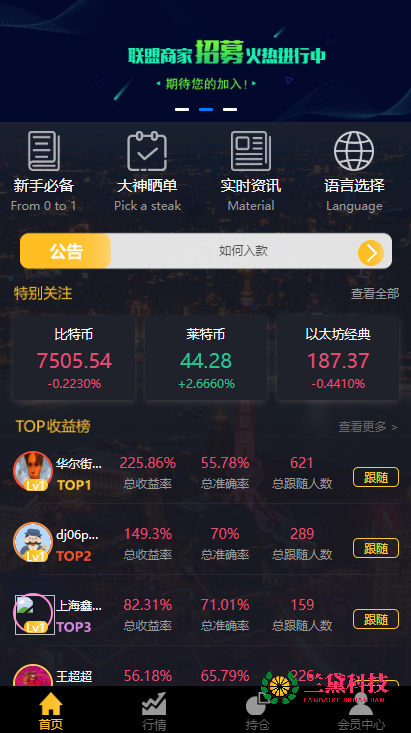 联盟商家招募火热进行中
期待您的加入!
新手必备 大神晒单 实时资讯 语言选择
From 0 to 1 Pick a steak Material Language
公告 如何入款
特别关注 查看全部
比特币 莱特币 以太坊经典
7505.54 44.28 187.37
-0.2230% +2.6660% -0.4410%
TOP收益榜 查看更多 >
华尔街... 225.86% 55.78% 621
Lv1 TOP1 总收益率 总准确率 总跟随人数 跟随
dj06p... 149.3% 70% 289
Lv1 TOP2 总收益率 总准确率 总跟随人数 跟随
上海鑫... 82.31% 71.01% 159
Lv1 TOP3 总收益率 总准确率 总跟随人数 跟随
王超超 56.18% 65.79% 226
兰黛科技
首页 行情 持仓 会员中心